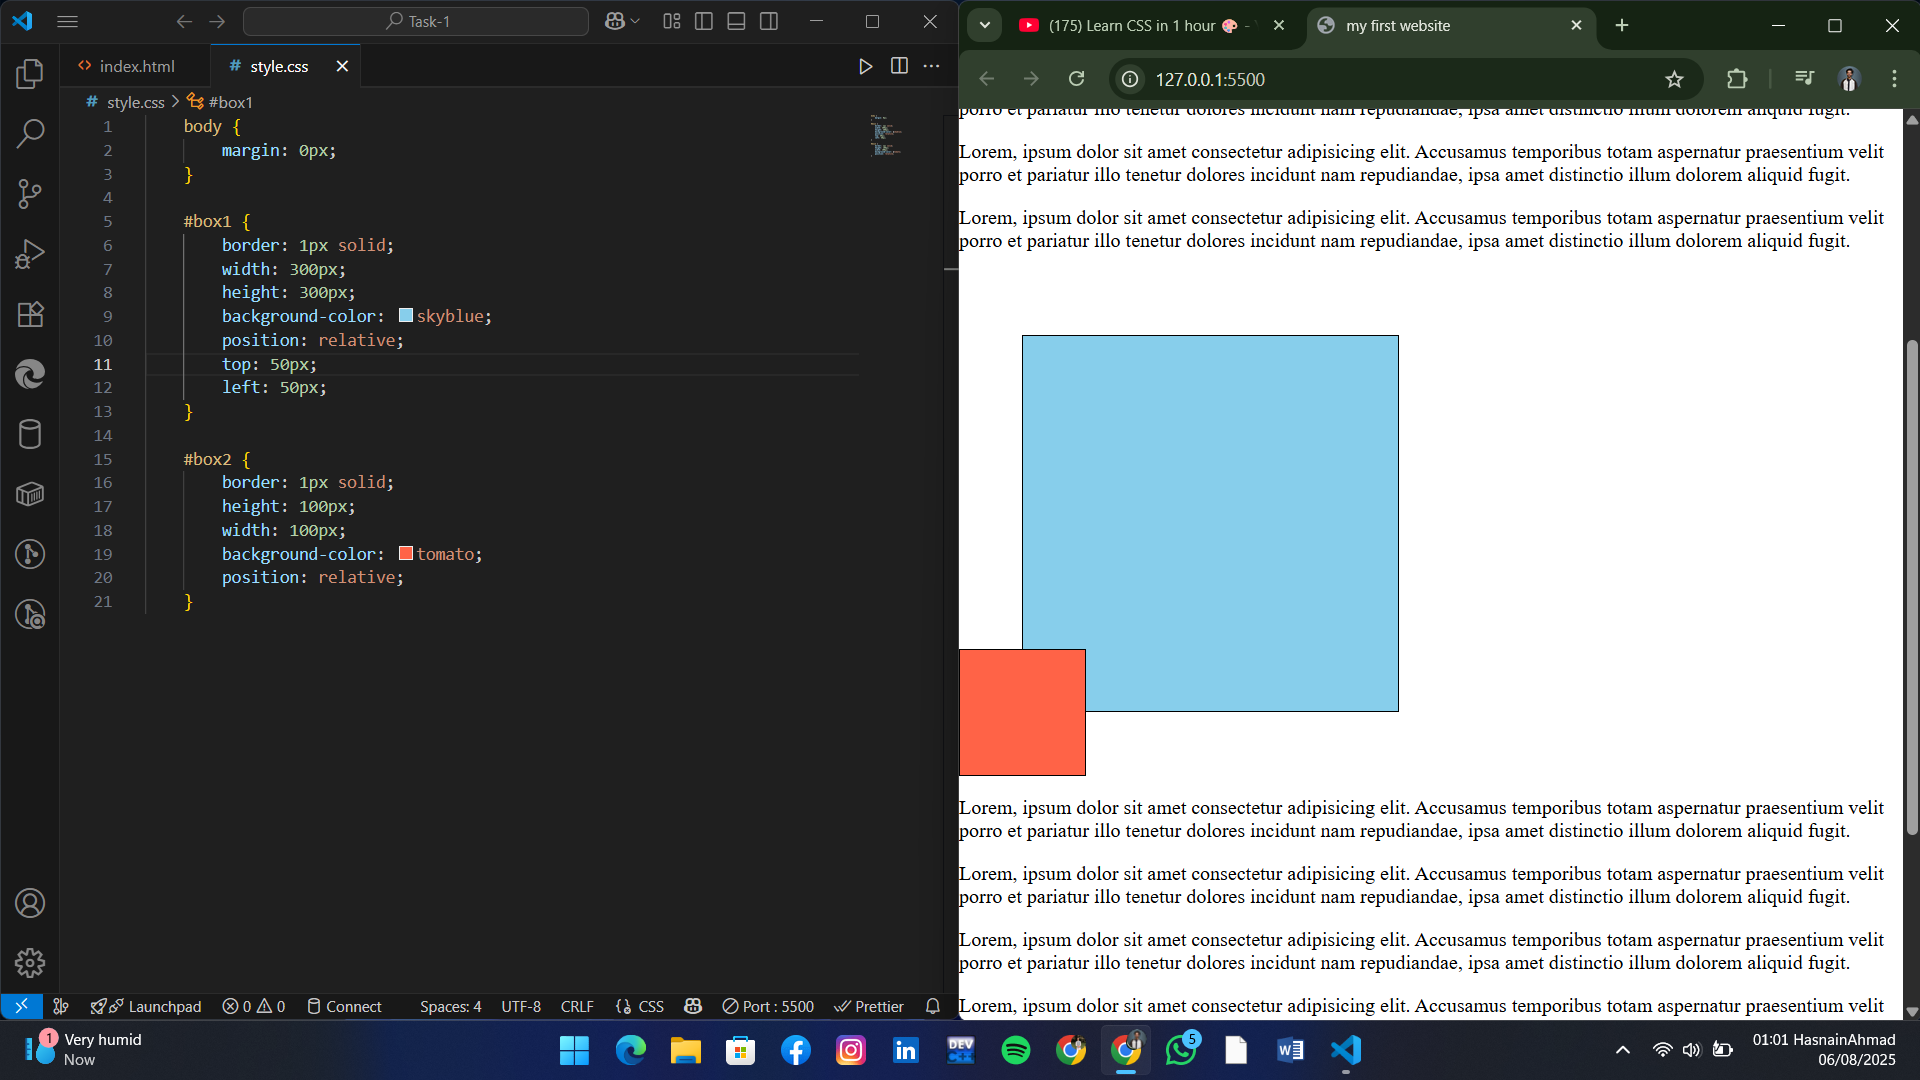 Task-1
index.html
style.css
style.css > #box1
1 body {
2 margin: 0px;
3 }
4
5 #box1 {
6 border: 1px solid;
7 width: 300px;
8 height: 300px;
9 background-color: skyblue;
10 position: relative;
11 top: 50px;
12 left: 50px;
13 }
14
15 #box2 {
16 border: 1px solid;
17 height: 100px;
18 width: 100px;
19 background-color: tomato;
20 position: relative;
21 }
Launchpad 0 0 Connect Spaces: 4 UTF-8 CRLF {} CSS Port : 5500 Prettier
(175) Learn CSS in 1 hour 🎨 -
my first website
127.0.0.1:5500
porro et pariatur illo tenetur dolores incidunt nam repudiandae, ipsa amet distinctio illum dolorem aliquid fugit.
Lorem, ipsum dolor sit amet consectetur adipisicing elit. Accusamus temporibus totam aspernatur praesentium velit
porro et pariatur illo tenetur dolores incidunt nam repudiandae, ipsa amet distinctio illum dolorem aliquid fugit.
Lorem, ipsum dolor sit amet consectetur adipisicing elit. Accusamus temporibus totam aspernatur praesentium velit
porro et pariatur illo tenetur dolores incidunt nam repudiandae, ipsa amet distinctio illum dolorem aliquid fugit.
Lorem, ipsum dolor sit amet consectetur adipisicing elit. Accusamus temporibus totam aspernatur praesentium velit
porro et pariatur illo tenetur dolores incidunt nam repudiandae, ipsa amet distinctio illum dolorem aliquid fugit.
Lorem, ipsum dolor sit amet consectetur adipisicing elit. Accusamus temporibus totam aspernatur praesentium velit
porro et pariatur illo tenetur dolores incidunt nam repudiandae, ipsa amet distinctio illum dolorem aliquid fugit.
Lorem, ipsum dolor sit amet consectetur adipisicing elit. Accusamus temporibus totam aspernatur praesentium velit
porro et pariatur illo tenetur dolores incidunt nam repudiandae, ipsa amet distinctio illum dolorem aliquid fugit.
Lorem, ipsum dolor sit amet consectetur adipisicing elit. Accusamus temporibus totam aspernatur praesentium velit
1
Very humid
Now
DEV
5
01:01 HasnainAhmad
06/08/2025